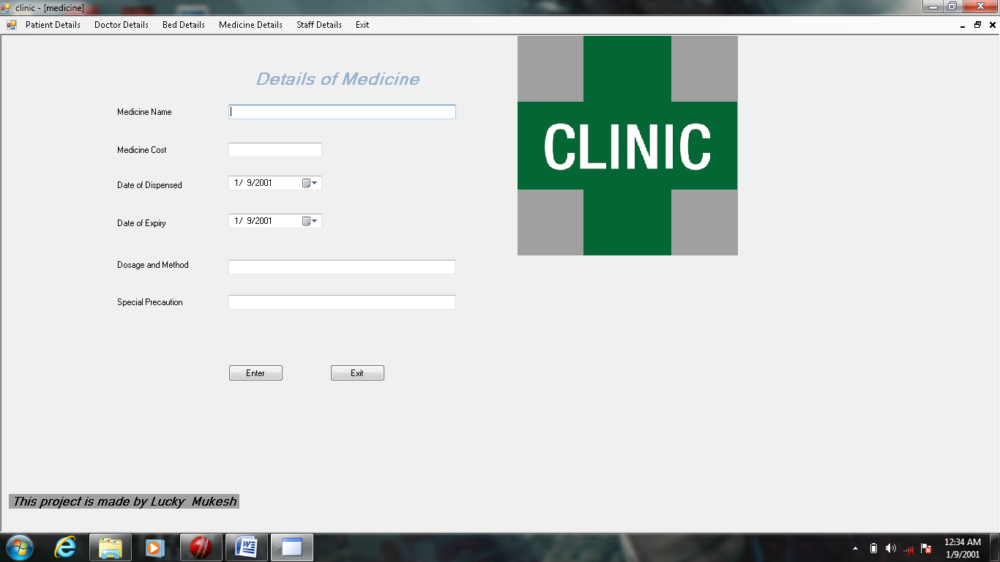 clinic - [medicine]
Patient Details Doctor Details Bed Details Medicine Details Staff Details Exit
Details of Medicine
Medicine Name
Medicine Cost
Date of Dispensed 1/ 9/2001
Date of Expiry 1/ 9/2001
Dosage and Method
Special Precaution
Enter Exit
CLINIC
This project is made by Lucky Mukesh
12:34 AM
1/9/2001